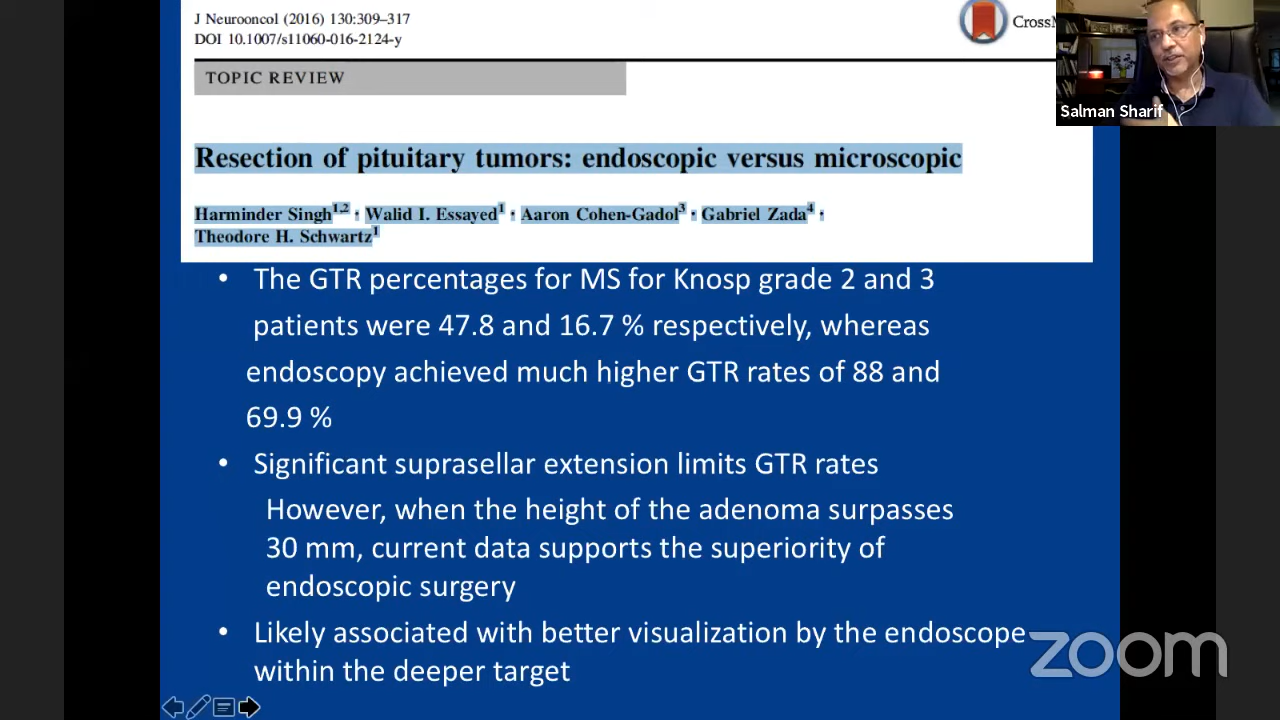 J Neurooncol (2016) 130:309–317
DOI 10.1007/s11060-016-2124-y
TOPIC REVIEW
Resection of pituitary tumors: endoscopic versus microscopic
Harminder Singh1,2 · Walid I. Essayed1 · Aaron Cohen-Gadol3 · Gabriel Zada4 ·
Theodore H. Schwartz1
Salman Sharif
• The GTR percentages for MS for Knosp grade 2 and 3
patients were 47.8 and 16.7 % respectively, whereas
endoscopy achieved much higher GTR rates of 88 and
69.9 %
• Significant suprasellar extension limits GTR rates
However, when the height of the adenoma surpasses
30 mm, current data supports the superiority of
endoscopic surgery
• Likely associated with better visualization by the endoscope
within the deeper target
zoom